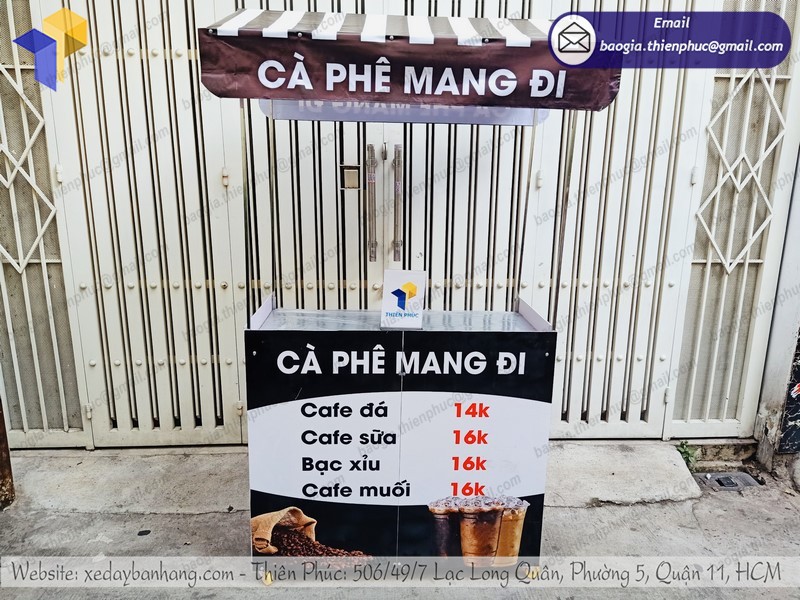 Email
baogia.thienphuc@gmail.com
CÀ PHÊ MANG ĐI
THIÊN PHÚC
CÀ PHÊ MANG ĐI
Cafe đá 14k
Cafe sữa 16k
Bạc xỉu 16k
Cafe muối 16k
Website: xedaybanhang.com - Thiên Phúc: 506/49/7 Lạc Long Quân, Phường 5, Quận 11, HCM